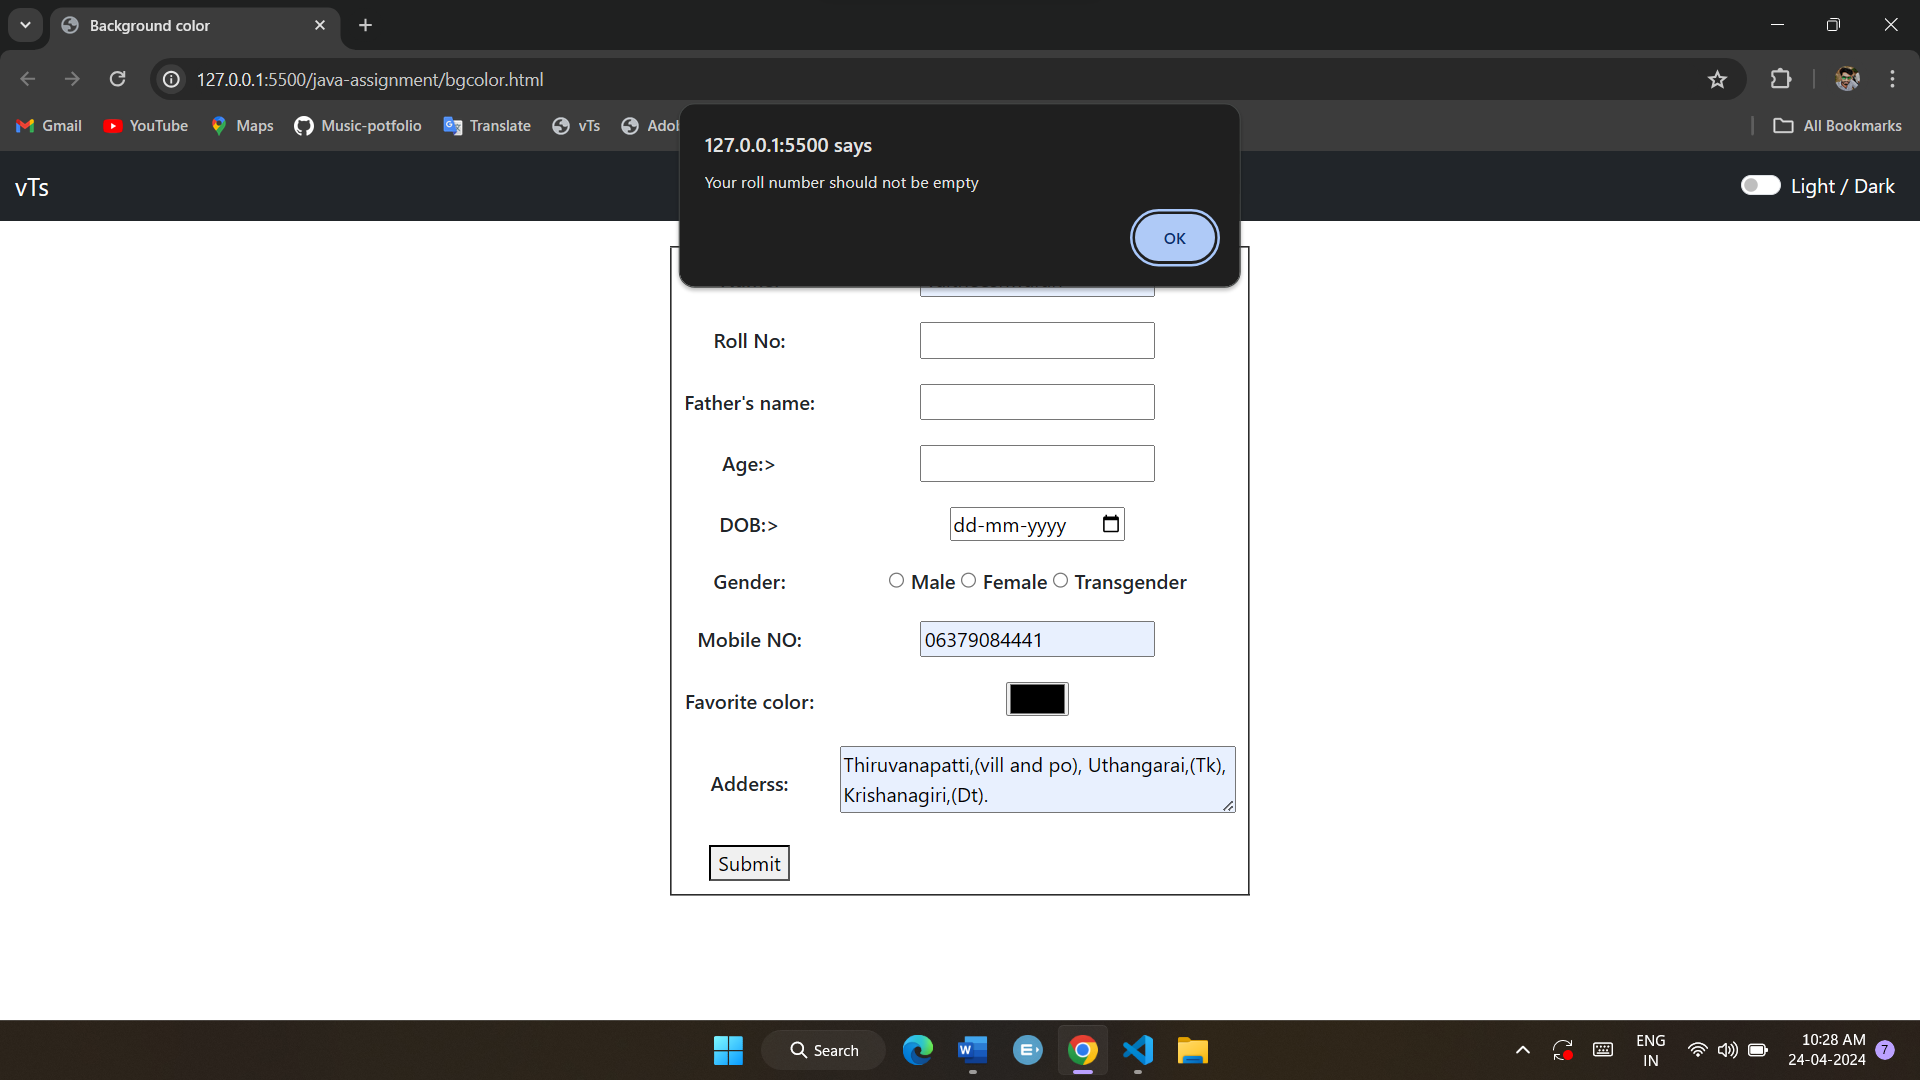 Background color
127.0.0.1:5500/java-assignment/bgcolor.html
Gmail YouTube Maps Music-potfolio Translate vTs All Bookmarks
127.0.0.1:5500 says
Your roll number should not be empty
OK
vTs
Light / Dark
Roll No:
Father's name:
Age:>
DOB:> dd-mm-yyyy
Gender: Male Female Transgender
Mobile NO: 06379084441
Favorite color:
Adderss: Thiruvanapatti,(vill and po), Uthangarai,(Tk),
Krishanagiri,(Dt).
Submit
Search
ENG
IN
10:28 AM
24-04-2024
7